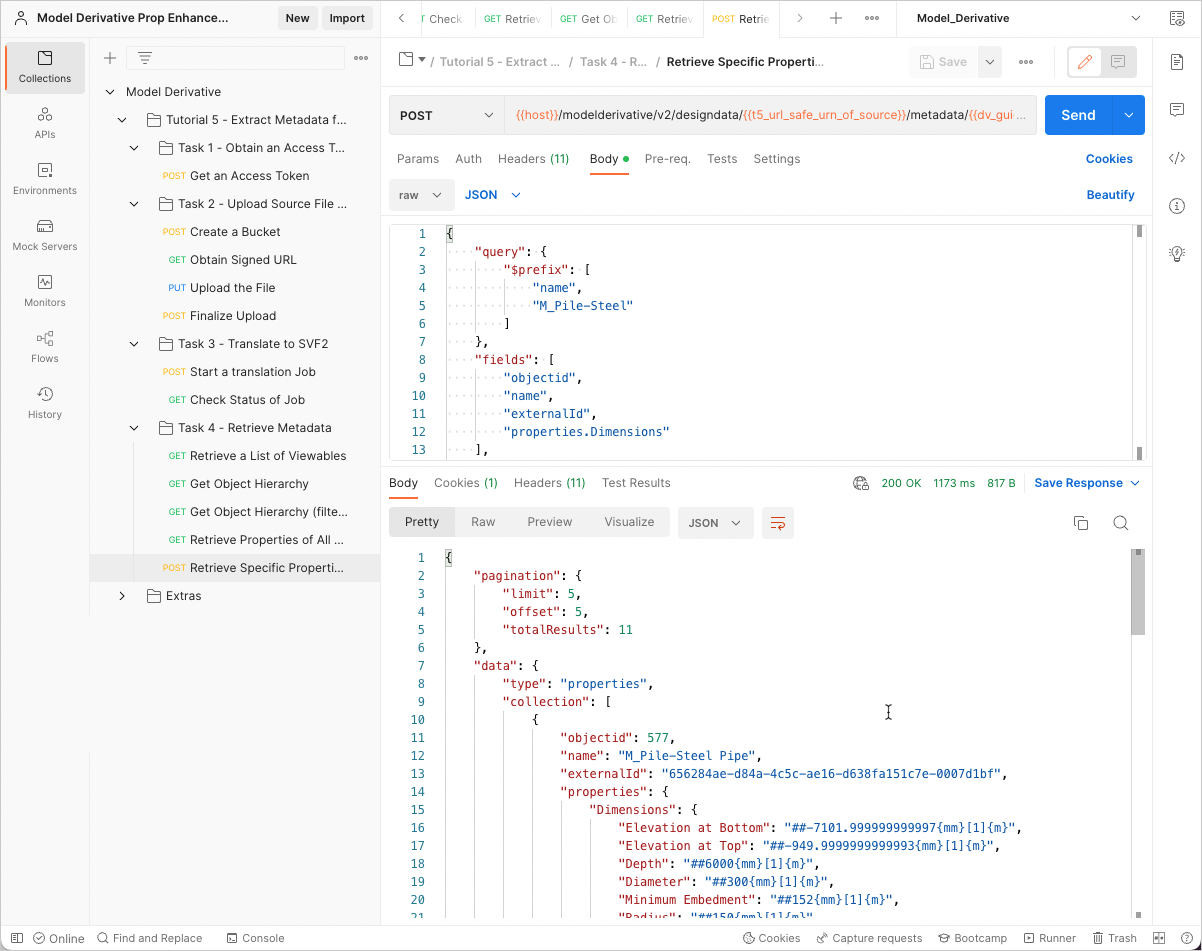 Model Derivative Prop Enhance...
New
Import
Check
GET Retriev
GET Get Ob
GET Retriev
POST Retrie
Model_Derivative
Collections
APIs
Environments
Mock Servers
Monitors
Flows
History
Model Derivative
Tutorial 5 - Extract Metadata f...
Task 1 - Obtain an Access T...
POST Get an Access Token
Task 2 - Upload Source File ...
POST Create a Bucket
GET Obtain Signed URL
PUT Upload the File
POST Finalize Upload
Task 3 - Translate to SVF2
POST Start a translation Job
GET Check Status of Job
Task 4 - Retrieve Metadata
GET Retrieve a List of Viewables
GET Get Object Hierarchy
GET Get Object Hierarchy (filte...
GET Retrieve Properties of All ...
POST Retrieve Specific Properti...
Extras
/ Tutorial 5 - Extract ... / Task 4 - R... / Retrieve Specific Properti...
Save
POST
{{host}}/modelderivative/v2/designdata/{{t5_url_safe_urn_of_source}}/metadata/{{dv_gui ...
Send
Params Auth Headers (11) Body Pre-req. Tests Settings
Cookies
raw
JSON
Beautify
1 {
2 "query": {
3 "$prefix": [
4 "name",
5 "M_Pile-Steel"
6 ]
7 },
8 "fields": [
9 "objectid",
10 "name",
11 "externalId",
12 "properties.Dimensions"
13 ],
Body Cookies (1) Headers (11) Test Results
200 OK 1173 ms 817 B Save Response
Pretty Raw Preview Visualize JSON
1 {
2 "pagination": {
3 "limit": 5,
4 "offset": 5,
5 "totalResults": 11
6 },
7 "data": {
8 "type": "properties",
9 "collection": [
10 {
11 "objectid": 577,
12 "name": "M_Pile-Steel Pipe",
13 "externalId": "656284ae-d84a-4c5c-ae16-d638fa151c7e-0007d1bf",
14 "properties": {
15 "Dimensions": {
16 "Elevation at Bottom": "##-7101.999999999997{mm}[1]{m}",
17 "Elevation at Top": "##-949.9999999999993{mm}[1]{m}",
18 "Depth": "##6000{mm}[1]{m}",
19 "Diameter": "##300{mm}[1]{m}",
20 "Minimum Embedment": "##152{mm}[1]{m}",
21 "Radius": "##150{mm}[1]{m}"
Online
Find and Replace
Console
Cookies
Capture requests
Bootcamp
Runner
Trash